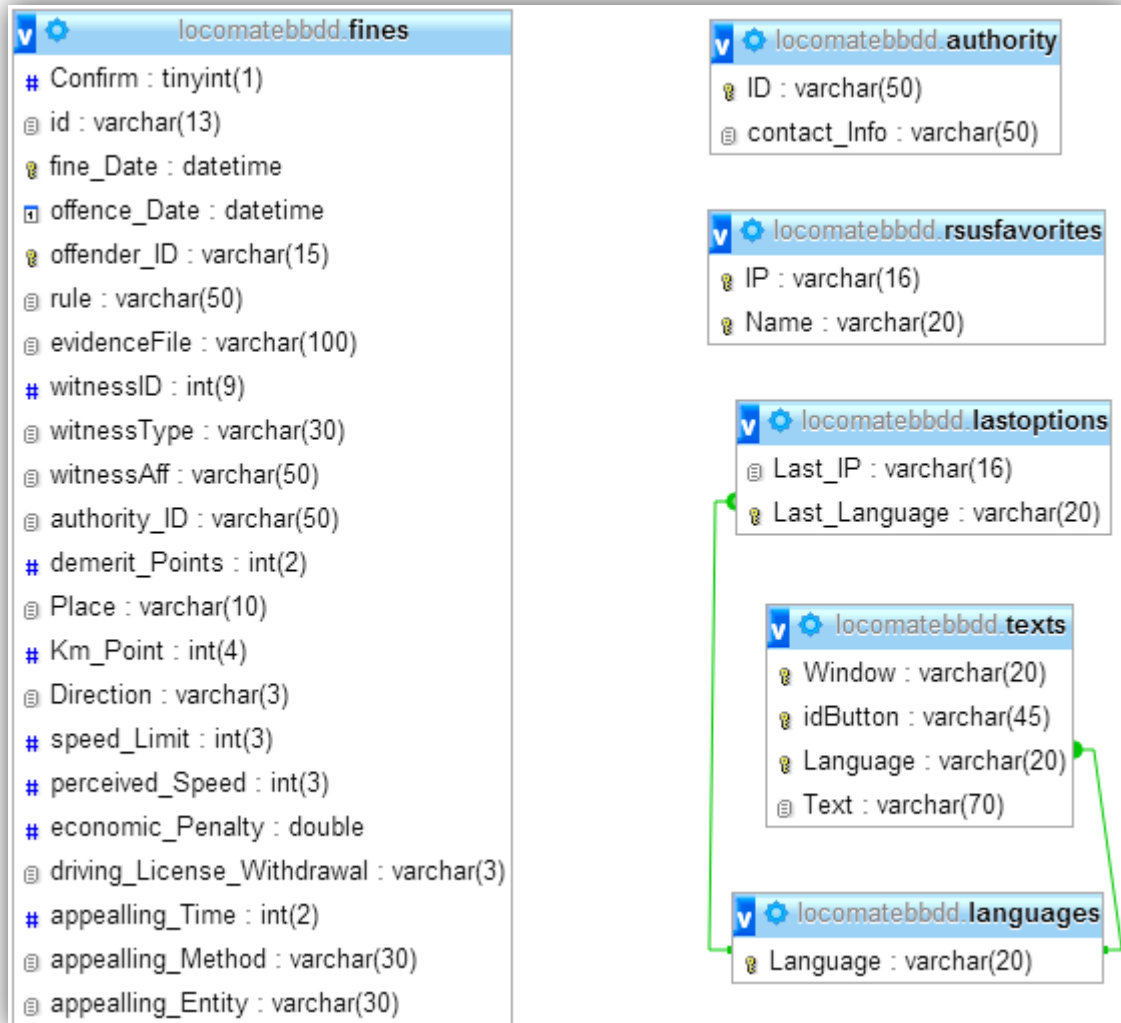 locomatebbdd.fines
Confirm : tinyint(1)
id : varchar(13)
fine_Date : datetime
offence_Date : datetime
offender_ID : varchar(15)
rule : varchar(50)
evidenceFile : varchar(100)
witnessID : int(9)
witnessType : varchar(30)
witnessAff : varchar(50)
authority_ID : varchar(50)
demerit_Points : int(2)
Place : varchar(10)
Km_Point : int(4)
Direction : varchar(3)
speed_Limit : int(3)
perceived_Speed : int(3)
economic_Penalty : double
driving_License_Withdrawal : varchar(3)
appealling_Time : int(2)
appealling_Method : varchar(30)
appealling_Entity : varchar(30)
locomatebbdd.authority
ID : varchar(50)
contact_Info : varchar(50)
locomatebbdd.rsusfavorites
IP : varchar(16)
Name : varchar(20)
locomatebbdd.lastoptions
Last_IP : varchar(16)
Last_Language : varchar(20)
locomatebbdd.texts
Window : varchar(20)
idButton : varchar(45)
Language : varchar(20)
Text : varchar(70)
locomatebbdd.languages
Language : varchar(20)